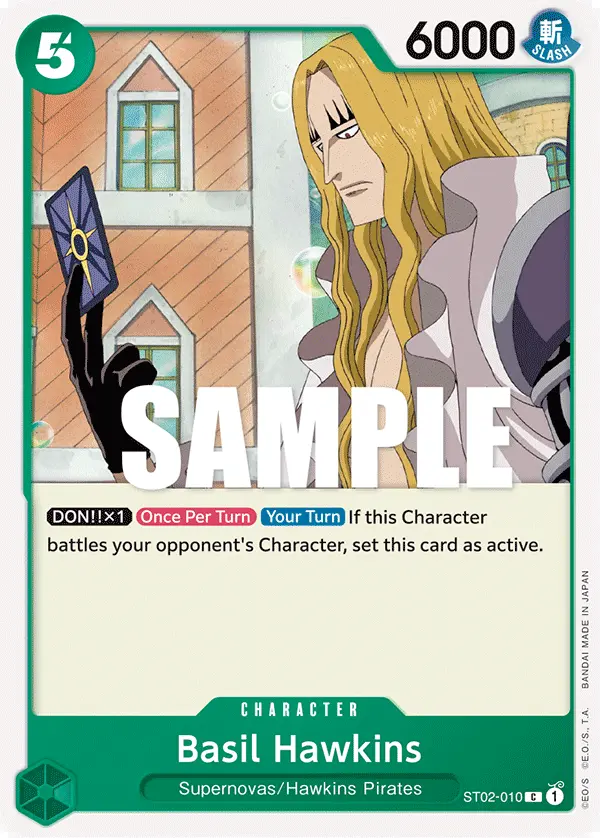 5
6000
斬
SLASH
SAMPLE
DON!!×1 Once Per Turn Your Turn If this Character
battles your opponent's Character, set this card as active.
CHARACTER
Basil Hawkins
Supernovas/Hawkins Pirates
ST02-010 C 1
©E.O/S ©E.O./S., T.A. BANDAI MADE IN JAPAN